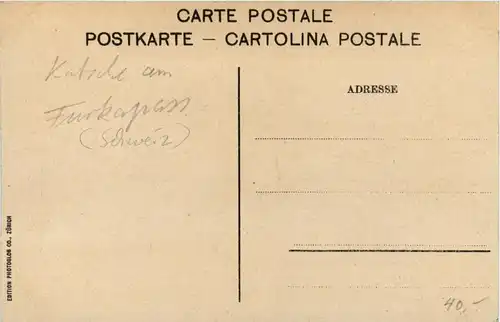 CARTE POSTALE
POSTKARTE — CARTOLINA POSTALE
Kutsche am
Furkapass
(Schweiz)
ADRESSE
EDITION PHOTOGLOB CO., ZÜRICH
40,-